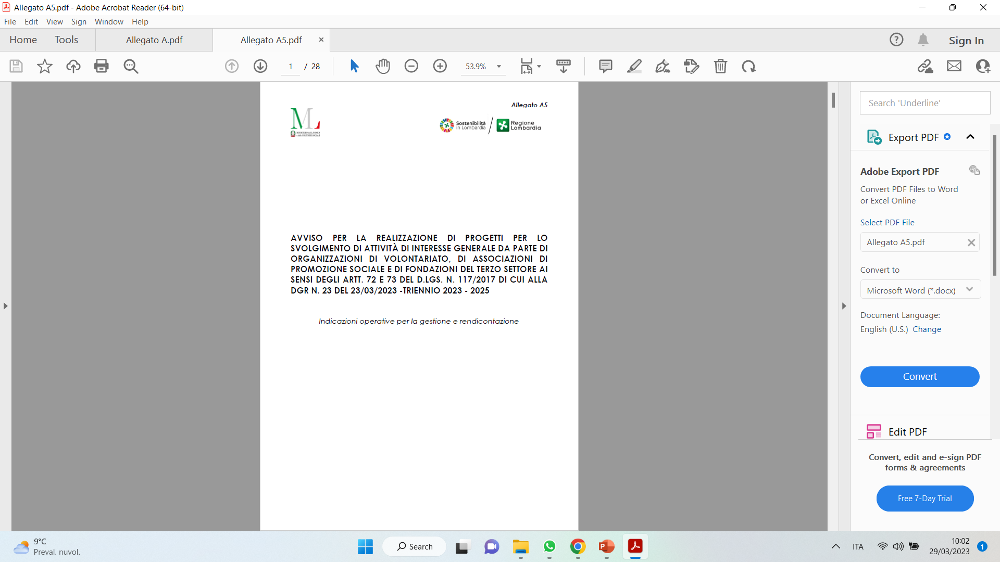 Allegato A5.pdf - Adobe Acrobat Reader (64-bit)
File Edit View Sign Window Help
Home Tools Allegato A.pdf Allegato A5.pdf Sign In
1 / 28 53.9%
Allegato A5
Sostenibilità
in Lombardia
Regione
Lombardia
MINISTERO del LAVORO
e delle POLITICHE SOCIALI
AVVISO PER LA REALIZZAZIONE DI PROGETTI PER LO
SVOLGIMENTO DI ATTIVITÀ DI INTERESSE GENERALE DA PARTE DI
ORGANIZZAZIONI DI VOLONTARIATO, DI ASSOCIAZIONI DI
PROMOZIONE SOCIALE E DI FONDAZIONI DEL TERZO SETTORE AI
SENSI DEGLI ARTT. 72 E 73 DEL D.LGS. N. 117/2017 DI CUI ALLA
DGR N. 23 DEL 23/03/2023 -TRIENNIO 2023 - 2025
Indicazioni operative per la gestione e rendicontazione
Search 'Underline'
Export PDF
Adobe Export PDF
Convert PDF Files to Word
or Excel Online
Select PDF File
Allegato A5.pdf
Convert to
Microsoft Word (*.docx)
Document Language:
English (U.S.) Change
Convert
Edit PDF
Convert, edit and e-sign PDF
forms & agreements
Free 7-Day Trial
9°C
Preval. nuvol.
Search
ITA
10:02
29/03/2023
1